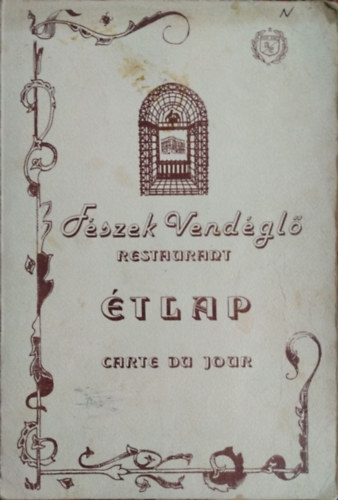 N
Fészek Vendéglő
RESTAURANT
ÉTLAP
CARTE DU JOUR